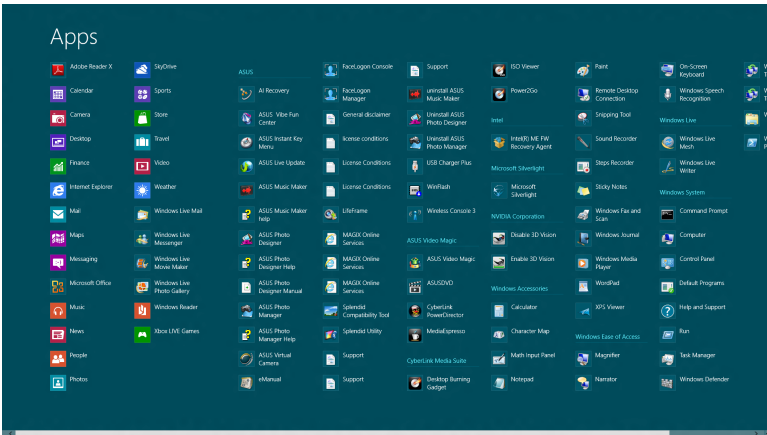 Apps
Adobe Reader X
Calendar
Camera
Desktop
Finance
Internet Explorer
Mail
Maps
Messaging
Microsoft Office
Music
News
People
Photos
SkyDrive
Sports
Store
Travel
Video
Weather
Windows Live Mail
Windows Live
Messenger
Windows Live
Movie Maker
Windows Live
Photo Gallery
Windows Reader
Xbox LIVE Games
ASUS
AI Recovery
ASUS Vibe Fun
Center
ASUS Instant Key
Menu
ASUS Live Update
ASUS Music Maker
ASUS Music Maker
help
ASUS Photo
Designer
ASUS Photo
Designer Help
ASUS Photo
Designer Manual
ASUS Photo
Manager
ASUS Photo
Manager Help
ASUS Virtual
Camera
eManual
FaceLogon Console
FaceLogon
Manager
General disclaimer
license conditions
License Conditions
License Conditions
LifeFrame
MAGIX Online
Services
MAGIX Online
Services
MAGIX Online
Services
Splendid
Compatibility Tool
Splendid Utility
Support
Support
Support
uninstall ASUS
Music Maker
Uninstall ASUS
Photo Designer
Uninstall ASUS
Photo Manager
USB Charger Plus
WinFlash
Wireless Console 3
ASUS Video Magic
ASUS Video Magic
ASUSDVD
CyberLink
PowerDirector
MediaEspresso
CyberLink Media Suite
Desktop Burning
Gadget
ISO Viewer
Power2Go
Intel
Intel(R) ME FW
Recovery Agent
Microsoft Silverlight
Microsoft
Silverlight
NVIDIA Corporation
Disable 3D Vision
Enable 3D Vision
Windows Accessories
Calculator
Character Map
Math Input Panel
Notepad
Paint
Remote Desktop
Connection
Snipping Tool
Sound Recorder
Steps Recorder
Sticky Notes
Windows Fax and
Scan
Windows Journal
Windows Media
Player
WordPad
XPS Viewer
Windows Ease of Access
Magnifier
Narrator
On-Screen
Keyboard
Windows Speech
Recognition
Windows Live
Windows Live
Mesh
Windows Live
Writer
Windows System
Command Prompt
Computer
Control Panel
Default Programs
Help and Support
Run
Task Manager
Windows Defender